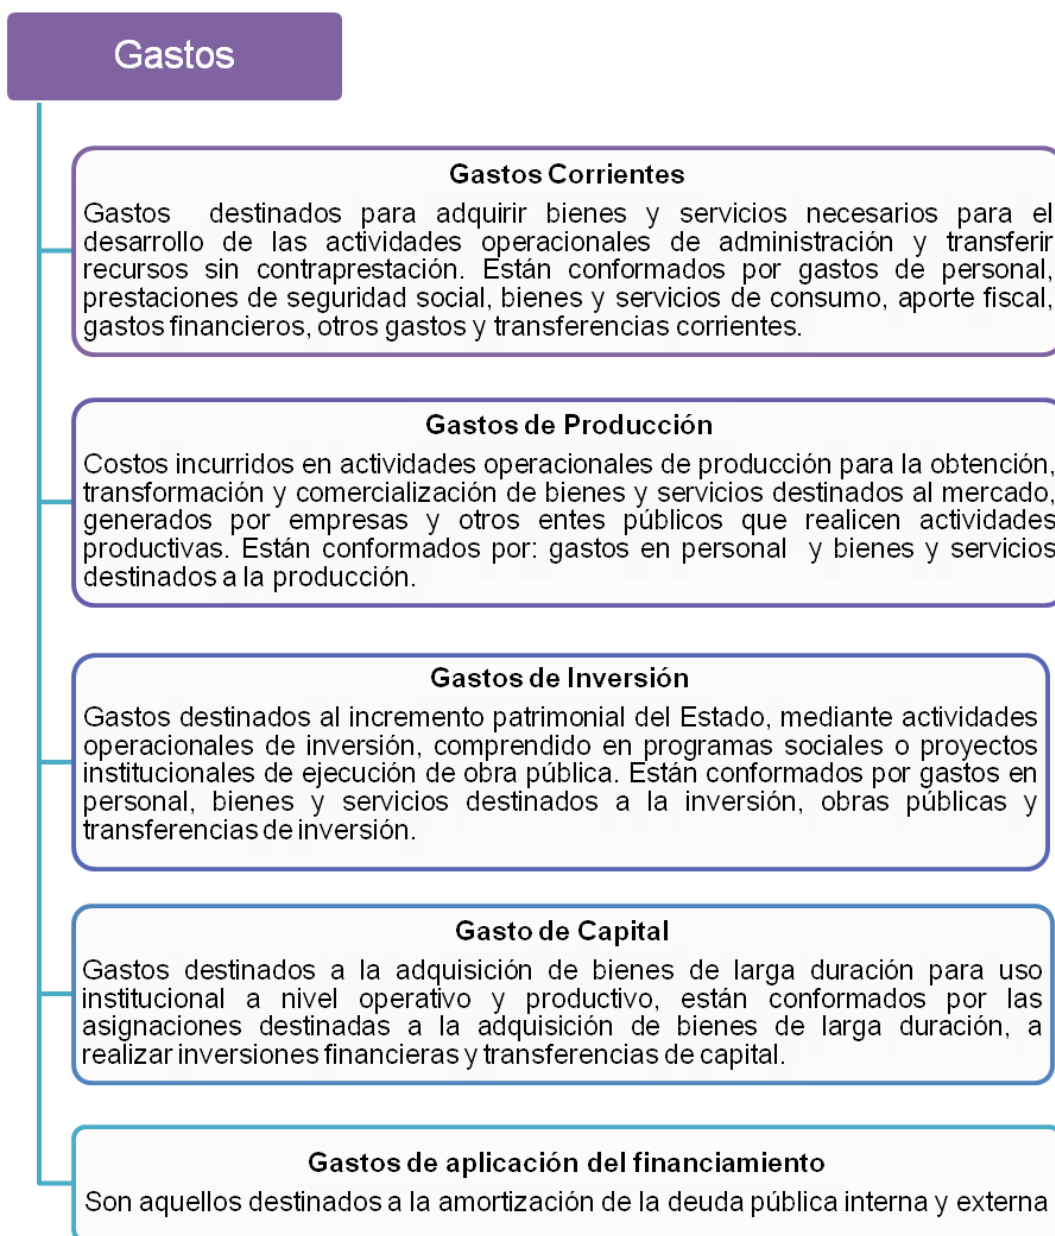 Gastos
Gastos Corrientes
Gastos destinados para adquirir bienes y servicios necesarios para el
desarrollo de las actividades operacionales de administración y transferir
recursos sin contraprestación. Están conformados por gastos de personal,
prestaciones de seguridad social, bienes y servicios de consumo, aporte fiscal,
gastos financieros, otros gastos y transferencias corrientes.
Gastos de Producción
Costos incurridos en actividades operacionales de producción para la obtención,
transformación y comercialización de bienes y servicios destinados al mercado,
generados por empresas y otros entes públicos que realicen actividades
productivas. Están conformados por: gastos en personal y bienes y servicios
destinados a la producción.
Gastos de Inversión
Gastos destinados al incremento patrimonial del Estado, mediante actividades
operacionales de inversión, comprendido en programas sociales o proyectos
institucionales de ejecución de obra pública. Están conformados por gastos en
personal, bienes y servicios destinados a la inversión, obras públicas y
transferencias de inversión.
Gasto de Capital
Gastos destinados a la adquisición de bienes de larga duración para uso
institucional a nivel operativo y productivo, están conformados por las
asignaciones destinadas a la adquisición de bienes de larga duración, a
realizar inversiones financieras y transferencias de capital.
Gastos de aplicación del financiamiento
Son aquellos destinados a la amortización de la deuda pública interna y externa